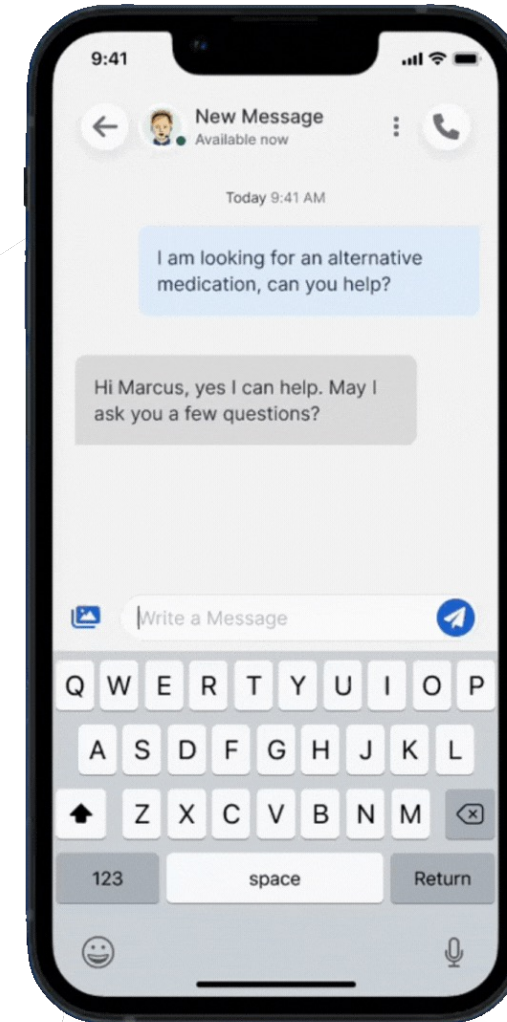 9:41
New Message
Available now
Today 9:41 AM
I am looking for an alternative
medication, can you help?
Hi Marcus, yes I can help. May I
ask you a few questions?
Write a Message
Q W E R T Y U I O P
A S D F G H J K L
Z X C V B N M
123 space Return